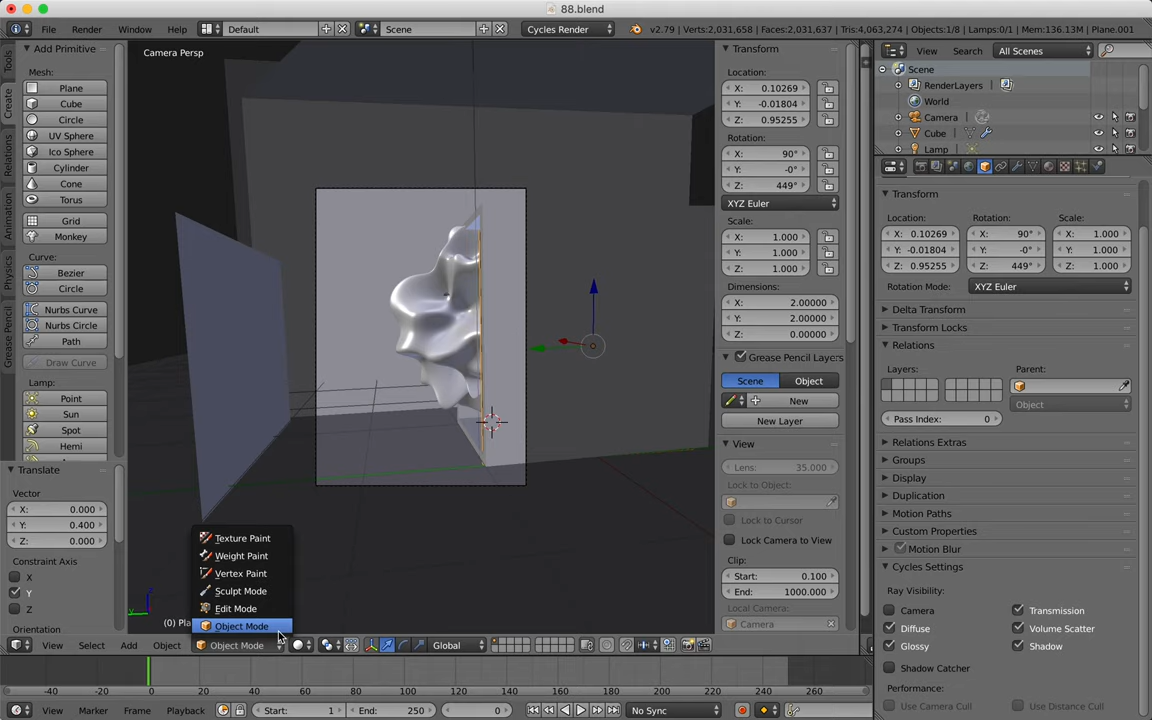 88.blend
File Render Window Help Default Scene Cycles Render v2.79 | Verts:2,031,658 | Faces:2,031,637 | Tris:4,063,274 | Objects:1/8 | Lamps:0/1 | Mem:136.13M | Plane.001
Tools
Create
Relations
Animation
Physics
Grease Pencil
Add Primitive
Mesh:
Plane
Cube
Circle
UV Sphere
Ico Sphere
Cylinder
Cone
Torus
Grid
Monkey
Curve:
Bezier
Circle
Nurbs Curve
Nurbs Circle
Path
Draw Curve
Lamp:
Point
Sun
Spot
Hemi
Translate
Vector
X: 0.000
Y: 0.400
Z: 0.000
Constraint Axis
X
Y
Z
Orientation
Camera Persp
Texture Paint
Weight Paint
Vertex Paint
Sculpt Mode
Edit Mode
Object Mode
(0) Pla
View Select Add Object Object Mode Global
Transform
Location:
X: 0.10269
Y: -0.01804
Z: 0.95255
Rotation:
X: 90°
Y: -0°
Z: 449°
XYZ Euler
Scale:
X: 1.000
Y: 1.000
Z: 1.000
Dimensions:
X: 2.00000
Y: 2.00000
Z: 0.00000
Grease Pencil Layers
Scene Object
New
New Layer
View
Lens: 35.000
Lock to Object:
Lock to Cursor
Lock Camera to View
Clip:
Start: 0.100
End: 1000.000
Local Camera:
Camera
View Search All Scenes
Scene
RenderLayers
World
Camera
Cube
Lamp
Transform
Location: Rotation: Scale:
X: 0.10269 X: 90° X: 1.000
Y: -0.01804 Y: -0° Y: 1.000
Z: 0.95255 Z: 449° Z: 1.000
Rotation Mode: XYZ Euler
Delta Transform
Transform Locks
Relations
Layers: Parent:
Object
Pass Index: 0
Relations Extras
Groups
Display
Duplication
Motion Paths
Custom Properties
Motion Blur
Cycles Settings
Ray Visibility:
Camera Transmission
Diffuse Volume Scatter
Glossy Shadow
Shadow Catcher
Performance:
Use Camera Cull Use Distance Cull
-40 -20 0 20 40 60 80 100 120 140 160 180 200 220 240 260
View Marker Frame Playback Start: 1 End: 250 0 No Sync